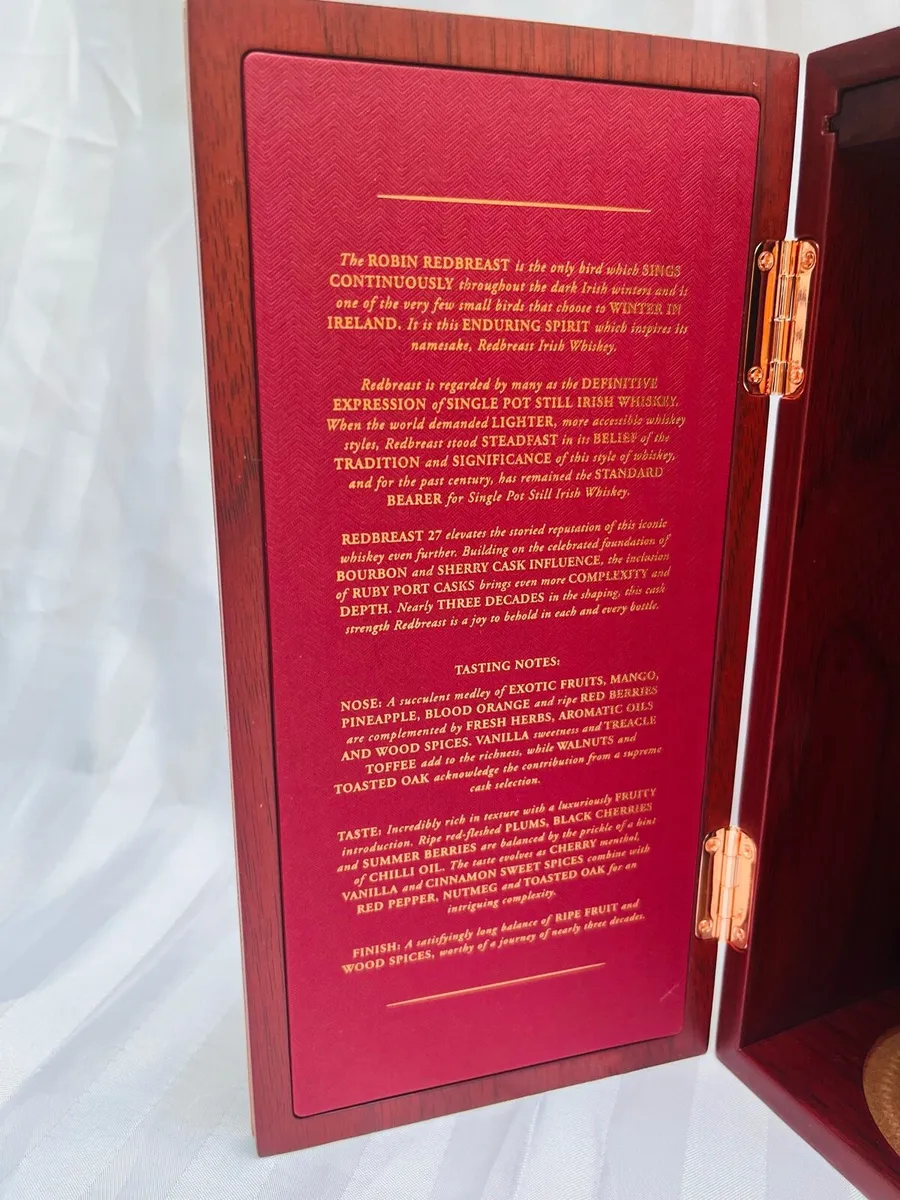 The ROBIN REDBREAST is the only bird which SINGS
CONTINUOUSLY throughout the dark Irish winters and is
one of the very few small birds that choose to WINTER IN
IRELAND. It is this ENDURING SPIRIT which inspires its
namesake, Redbreast Irish Whiskey.
Redbreast is regarded by many as the DEFINITIVE
EXPRESSION of SINGLE POT STILL IRISH WHISKEY.
When the world demanded LIGHTER, more accessible whiskey
styles, Redbreast stood STEADFAST in its BELIEF of the
TRADITION and SIGNIFICANCE of this style of whiskey,
and for the past century, has remained the STANDARD
BEARER for Single Pot Still Irish Whiskey.
REDBREAST 27 elevates the storied reputation of this iconic
whiskey even further. Building on the celebrated foundation of
BOURBON and SHERRY CASK INFLUENCE, the inclusion
of RUBY PORT CASKS brings even more COMPLEXITY and
DEPTH. Nearly THREE DECADES in the shaping, this cask
strength Redbreast is a joy to behold in each and every bottle.
TASTING NOTES:
NOSE: A succulent medley of EXOTIC FRUITS, MANGO,
PINEAPPLE, BLOOD ORANGE and ripe RED BERRIES
are complemented by FRESH HERBS, AROMATIC OILS
AND WOOD SPICES. VANILLA sweetness and TREACLE
TOFFEE add to the richness, while WALNUTS and
TOASTED OAK acknowledge the contribution from a supreme
cask selection.
TASTE: Incredibly rich in texture with a luxuriously FRUITY
introduction. Ripe red-fleshed PLUMS, BLACK CHERRIES
and SUMMER BERRIES are balanced by the prickle of a hint
of CHILLI OIL. The taste evolves as CHERRY menthol,
VANILLA and CINNAMON SWEET SPICES combine with
RED PEPPER, NUTMEG and TOASTED OAK for an
intriguing complexity.
FINISH: A satisfyingly long balance of RIPE FRUIT and
WOOD SPICES, worthy of a journey of nearly three decades.